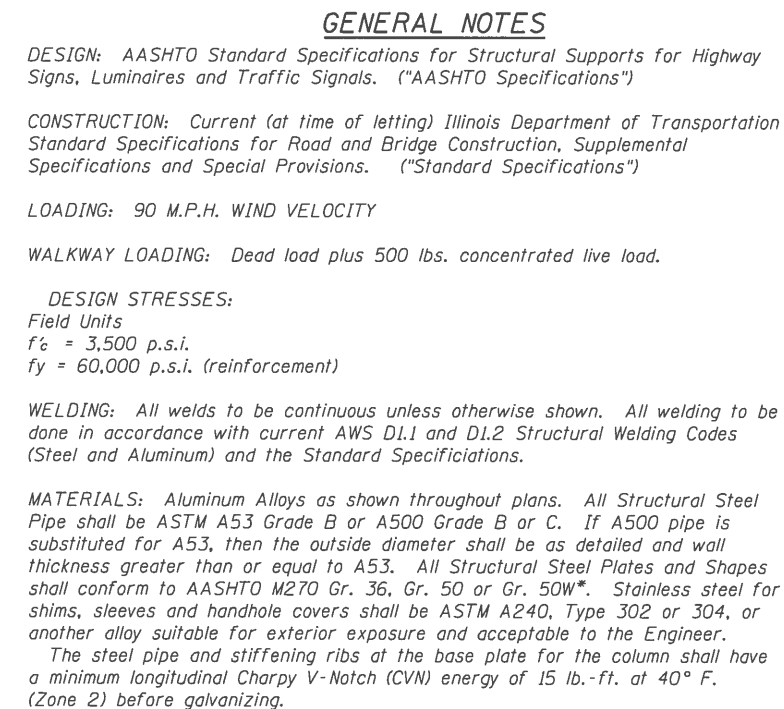 GENERAL NOTES
DESIGN: AASHTO Standard Specifications for Structural Supports for Highway
Signs, Luminaires and Traffic Signals. ("AASHTO Specifications")
CONSTRUCTION: Current (at time of letting) Illinois Department of Transportation
Standard Specifications for Road and Bridge Construction, Supplemental
Specifications and Special Provisions. ("Standard Specifications")
LOADING: 90 M.P.H. WIND VELOCITY
WALKWAY LOADING: Dead load plus 500 lbs. concentrated live load.
DESIGN STRESSES:
Field Units
f'c = 3,500 p.s.i.
fy = 60,000 p.s.i. (reinforcement)
WELDING: All welds to be continuous unless otherwise shown. All welding to be
done in accordance with current AWS D1.1 and D1.2 Structural Welding Codes
(Steel and Aluminum) and the Standard Specificiations.
MATERIALS: Aluminum Alloys as shown throughout plans. All Structural Steel
Pipe shall be ASTM A53 Grade B or A500 Grade B or C. If A500 pipe is
substituted for A53, then the outside diameter shall be as detailed and wall
thickness greater than or equal to A53. All Structural Steel Plates and Shapes
shall conform to AASHTO M270 Gr. 36, Gr. 50 or Gr. 50W*. Stainless steel for
shims, sleeves and handhole covers shall be ASTM A240, Type 302 or 304, or
another alloy suitable for exterior exposure and acceptable to the Engineer.
The steel pipe and stiffening ribs at the base plate for the column shall have
a minimum longitudinal Charpy V-Notch (CVN) energy of 15 lb.-ft. at 40° F.
(Zone 2) before galvanizing.